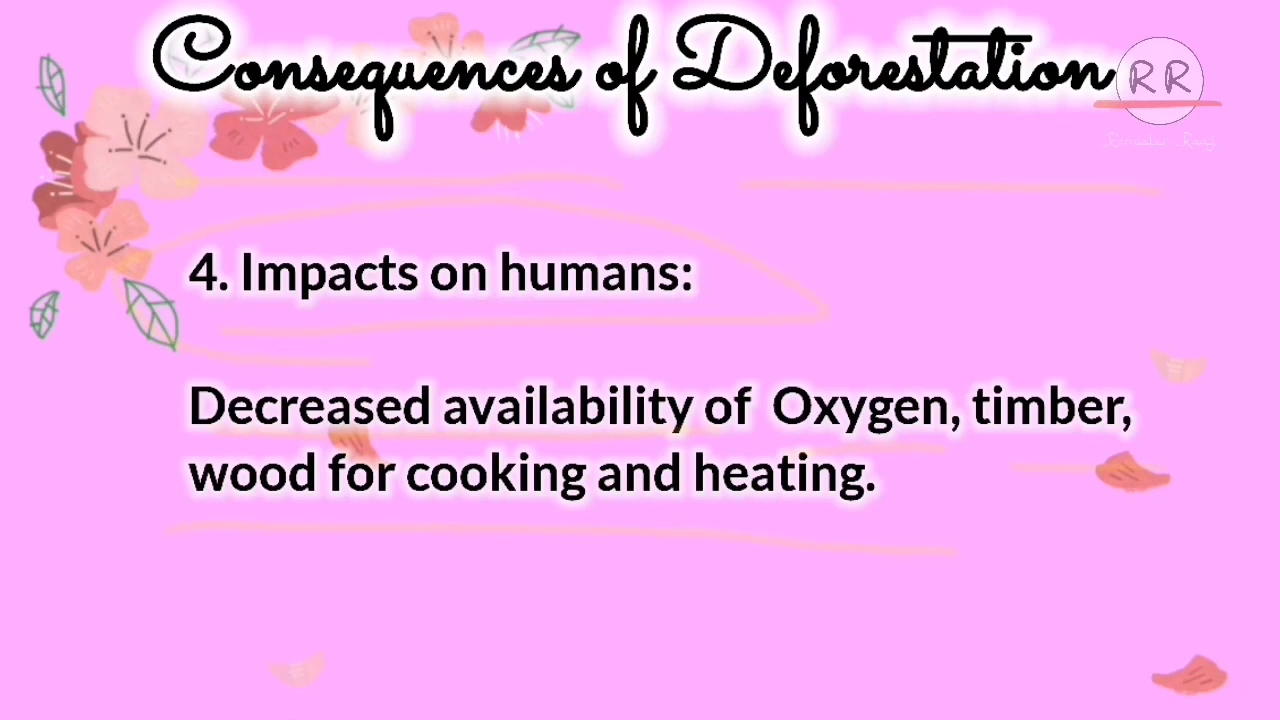 Consequences of Deforestation
RR
4. Impacts on humans:
Decreased availability of Oxygen, timber,
wood for cooking and heating.